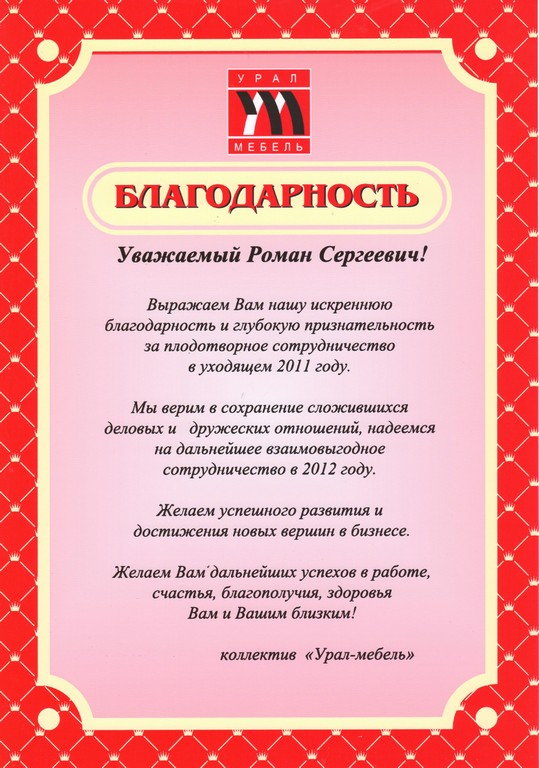 УРАЛ
МЕБЕЛЬ
БЛАГОДАРНОСТЬ
Уважаемый Роман Сергеевич!
Выражаем Вам нашу искреннюю
благодарность и глубокую признательность
за плодотворное сотрудничество
в уходящем 2011 году.
Мы верим в сохранение сложившихся
деловых и дружеских отношений, надеемся
на дальнейшее взаимовыгодное
сотрудничество в 2012 году.
Желаем успешного развития и
достижения новых вершин в бизнесе.
Желаем Вам дальнейших успехов в работе,
счастья, благополучия, здоровья
Вам и Вашим близким!
коллектив «Урал-мебель»